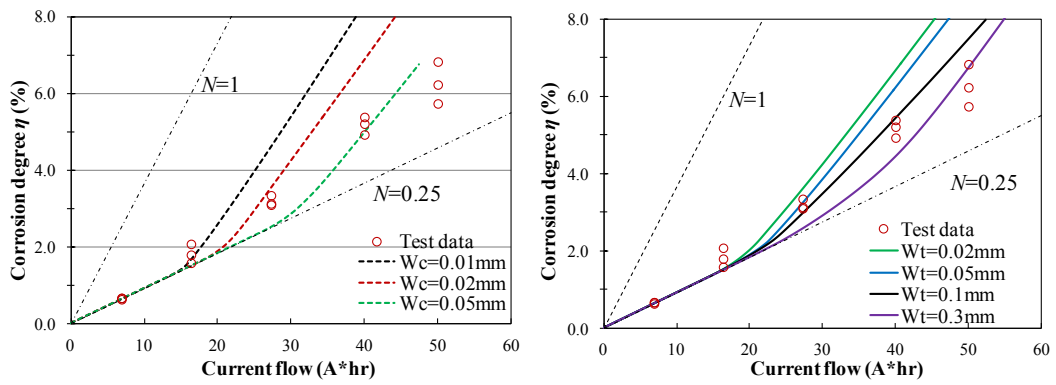 8.0
6.0
4.0
2.0
0.0
0
10
20
30
40
50
60
Corrosion degree η (%)
Current flow (A*hr)
N=1
N=0.25
Test data
Wc=0.01mm
Wc=0.02mm
Wc=0.05mm
8.0
6.0
4.0
2.0
0.0
0
10
20
30
40
50
60
Corrosion degree η (%)
Current flow (A*hr)
N=1
N=0.25
Test data
Wt=0.02mm
Wt=0.05mm
Wt=0.1mm
Wt=0.3mm